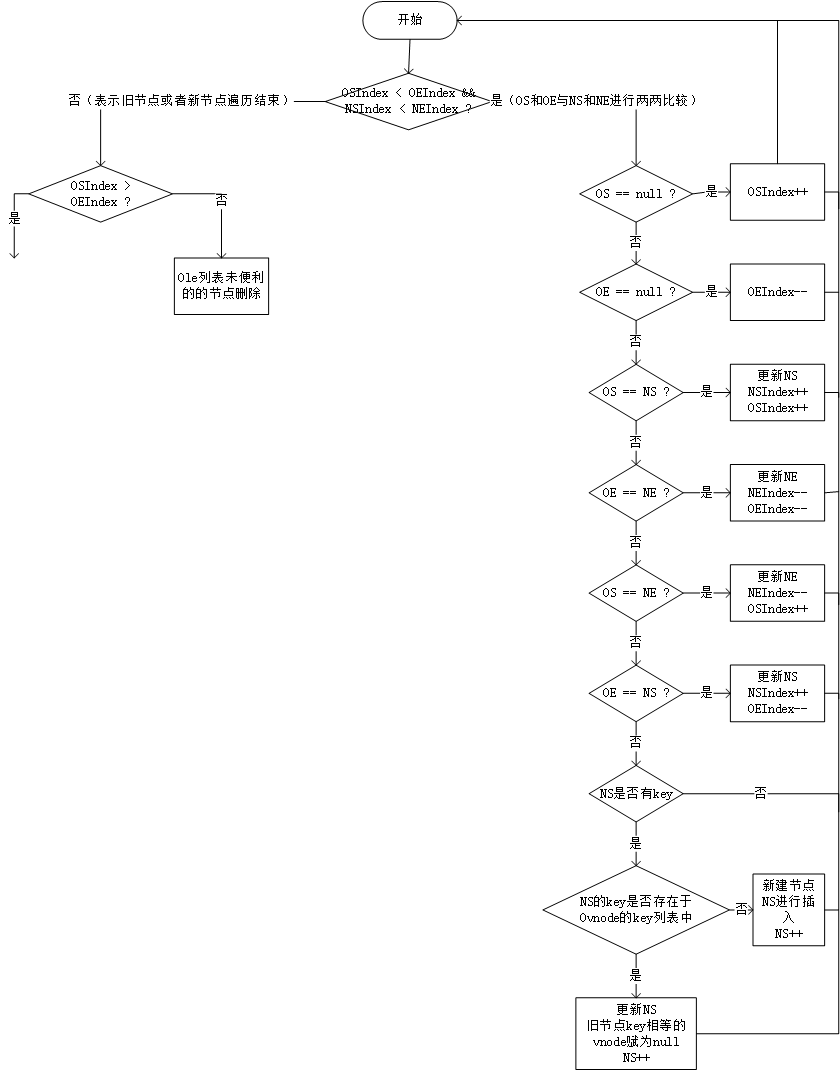 开始
OSIndex < OEIndex &&
NSIndex < NEIndex ?
否（表示旧节点或者新节点遍历结束）
是（OS和OE与NS和NE进行两两比较）
OSIndex >
OEIndex ?
是
否
Ole列表未便利
的的节点删除
OS == null ?
是
OSIndex++
否
OE == null ?
是
OEIndex--
否
OS == NS ?
是
更新NS
NSIndex++
OSIndex++
否
OE == NE ?
是
更新NE
NEIndex--
OEIndex--
否
OS == NE ?
是
更新NE
NEIndex--
OSIndex++
否
OE == NS ?
是
更新NS
NSIndex++
OEIndex--
否
NS是否有key
否
是
NS的key是否存在于
Ovnode的key列表中
否
新建节点
NS进行插
入
NS++
是
更新NS
旧节点key相等的
vnode赋为null
NS++